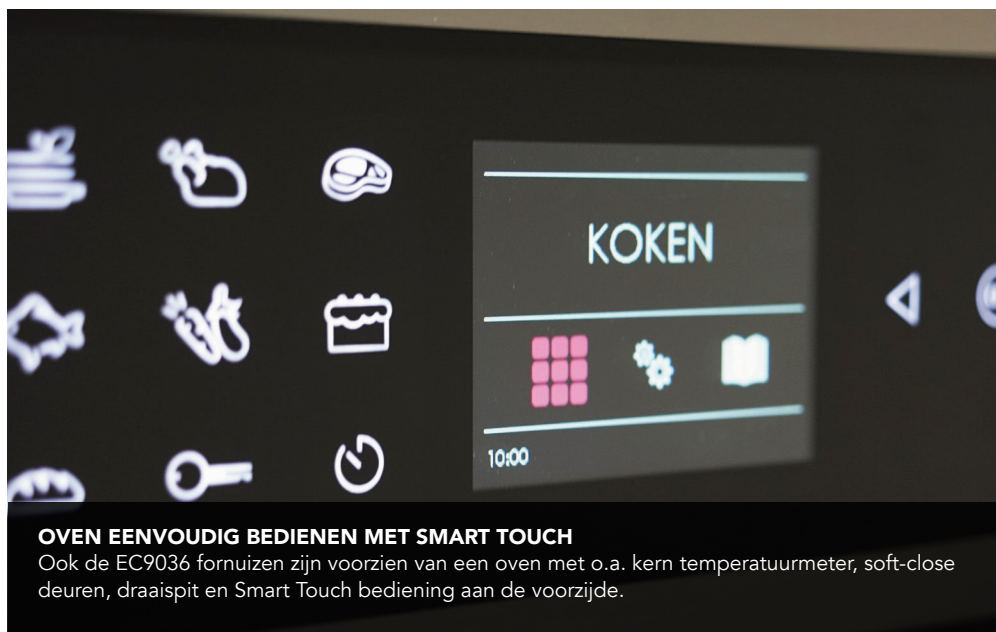 KOKEN
10:00
OVEN EENVOUDIG BEDIENEN MET SMART TOUCH
Ook de EC9036 fornuizen zijn voorzien van een oven met o.a. kern temperatuurmeter, soft-close
deuren, draaispit en Smart Touch bediening aan de voorzijde.